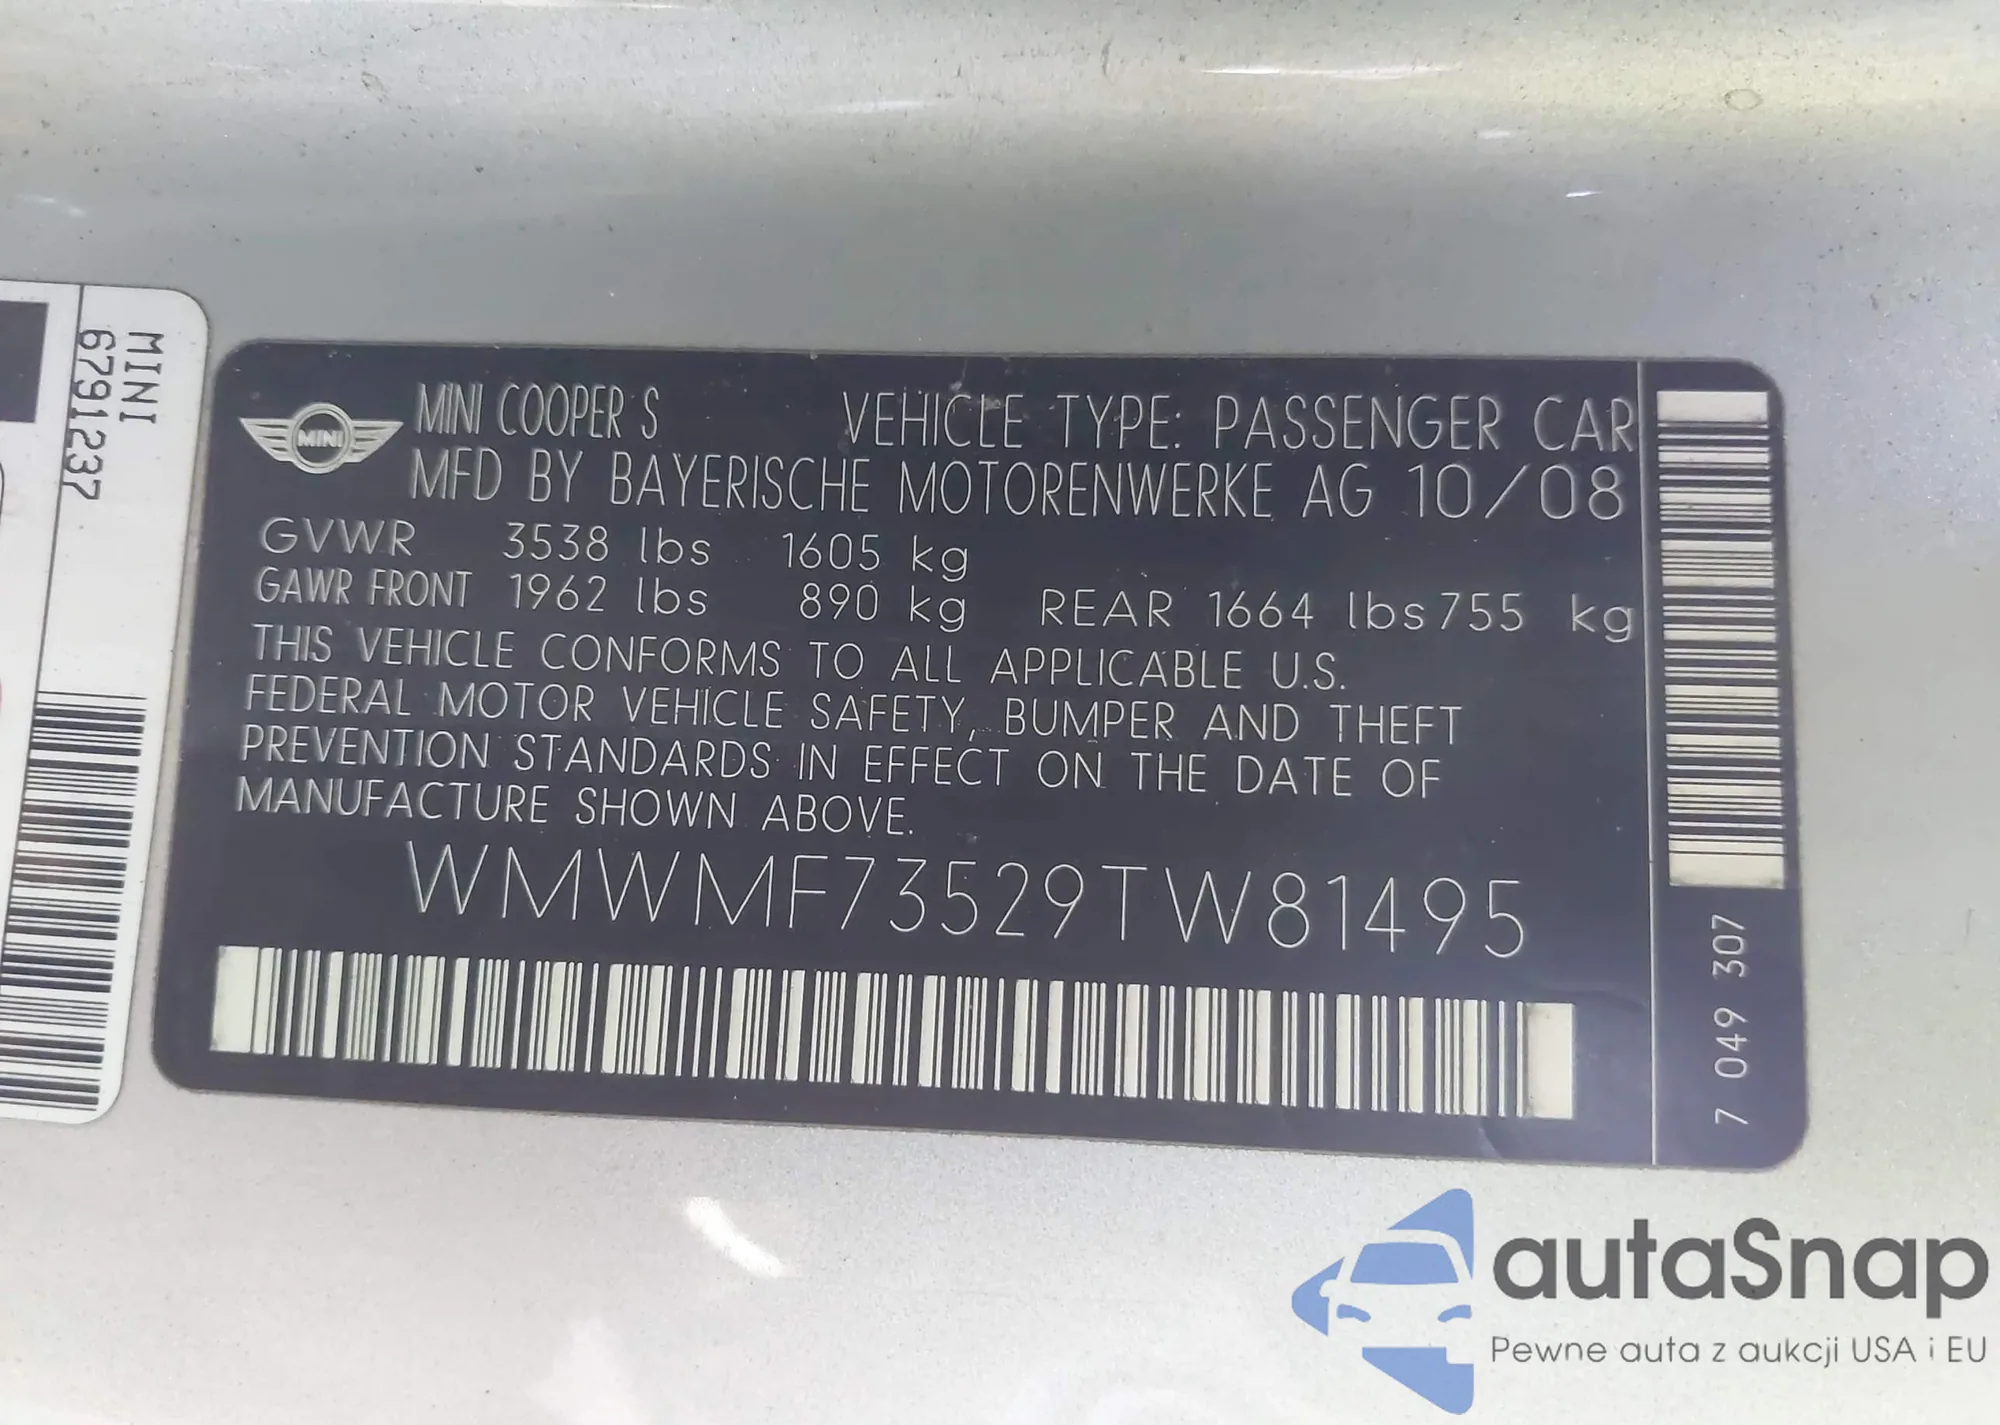 MINI
6791237
MINI
MINI COOPER S VEHICLE TYPE: PASSENGER CAR
MFD BY BAYERISCHE MOTORENWERKE AG 10/08
GVWR 3538 lbs 1605 kg
GAWR FRONT 1962 lbs 890 kg REAR 1664 lbs755 kg
THIS VEHICLE CONFORMS TO ALL APPLICABLE U.S.
FEDERAL MOTOR VEHICLE SAFETY, BUMPER AND THEFT
PREVENTION STANDARDS IN EFFECT ON THE DATE OF
MANUFACTURE SHOWN ABOVE.
WMWMF73529TW81495
7 049 307
autaSnap
Pewne auta z aukcji USA i EU